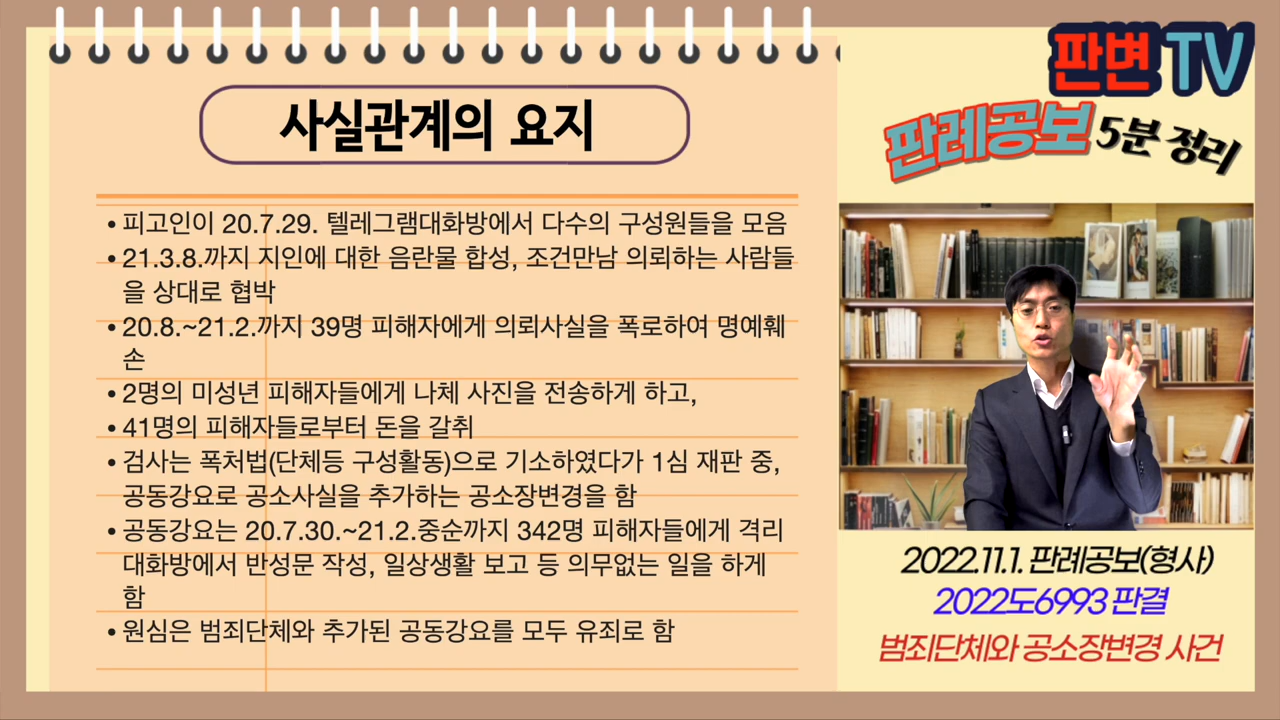 판변 TV
판례공보 5분 정리
사실관계의 요지
• 피고인이 20.7.29. 텔레그램대화방에서 다수의 구성원들을 모음
• 21.3.8.까지 지인에 대한 음란물 합성, 조건만남 의뢰하는 사람들
을 상대로 협박
• 20.8.~21.2.까지 39명 피해자에게 의뢰사실을 폭로하여 명예훼
손
• 2명의 미성년 피해자들에게 나체 사진을 전송하게 하고,
• 41명의 피해자들로부터 돈을 갈취
• 검사는 폭처법(단체등 구성활동)으로 기소하였다가 1심 재판 중,
공동강요로 공소사실을 추가하는 공소장변경을 함
• 공동강요는 20.7.30.~21.2.중순까지 342명 피해자들에게 격리
대화방에서 반성문 작성, 일상생활 보고 등 의무없는 일을 하게
함
• 원심은 범죄단체와 추가된 공동강요를 모두 유죄로 함
2022.11.1. 판례공보(형사)
2022도6993 판결
범죄단체와 공소장변경 사건